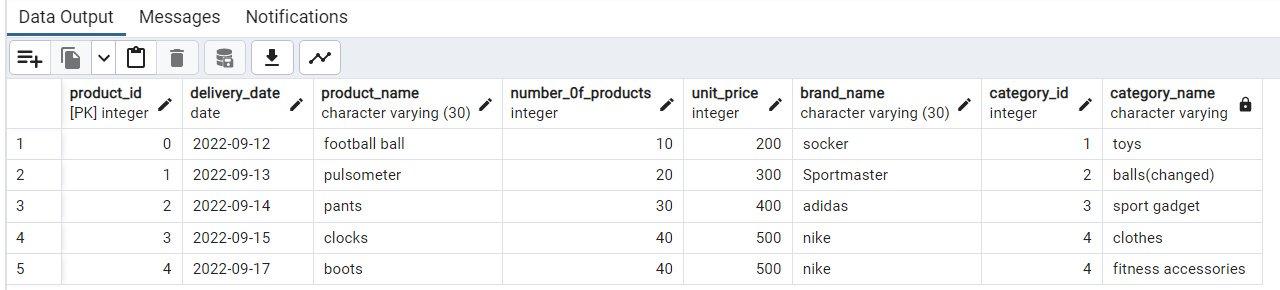 Data Output Messages Notifications
product_id delivery_date product_name number_0f_products unit_price brand_name category_id category_name
[PK] integer date character varying (30) integer integer character varying (30) integer character varying
1 0 2022-09-12 football ball 10 200 socker 1 toys
2 1 2022-09-13 pulsometer 20 300 Sportmaster 2 balls(changed)
3 2 2022-09-14 pants 30 400 adidas 3 sport gadget
4 3 2022-09-15 clocks 40 500 nike 4 clothes
5 4 2022-09-17 boots 40 500 nike 4 fitness accessories